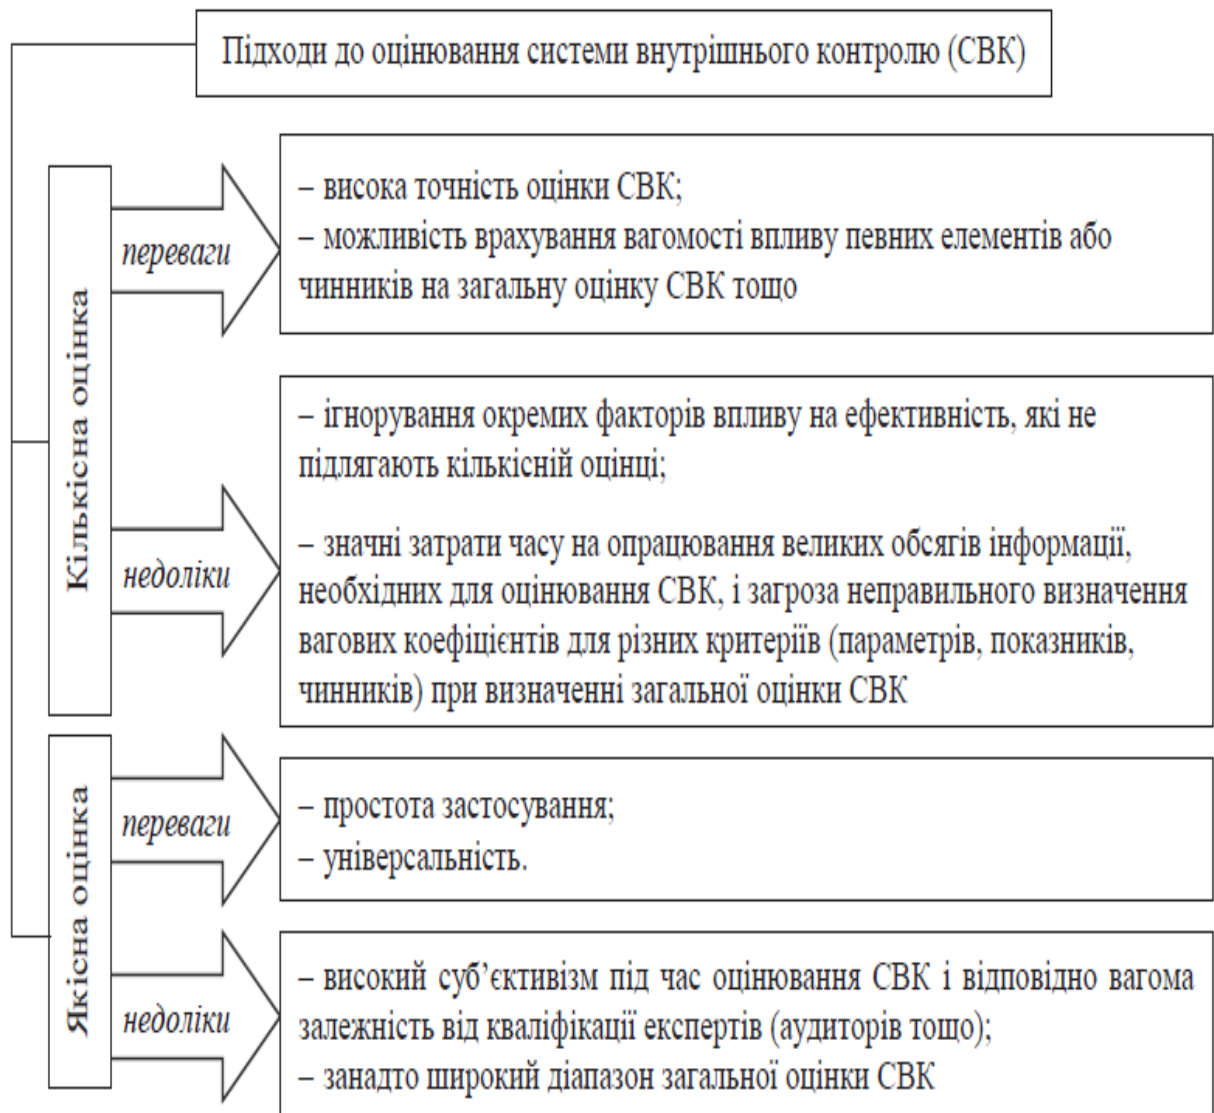 Підходи до оцінювання системи внутрішнього контролю (СВК)
Кількісна оцінка
переваги
– висока точність оцінки СВК;
– можливість врахування вагомості впливу певних елементів або
чинників на загальну оцінку СВК тощо
недоліки
– ігнорування окремих факторів впливу на ефективність, які не
підлягають кількісній оцінці;
– значні затрати часу на опрацювання великих обсягів інформації,
необхідних для оцінювання СВК, і загроза неправильного визначення
вагових коефіцієнтів для різних критеріїв (параметрів, показників,
чинників) при визначенні загальної оцінки СВК
Якісна оцінка
переваги
– простота застосування;
– універсальність.
недоліки
– високий суб’єктивізм під час оцінювання СВК і відповідно вагома
залежність від кваліфікації експертів (аудиторів тощо);
– занадто широкий діапазон загальної оцінки СВК